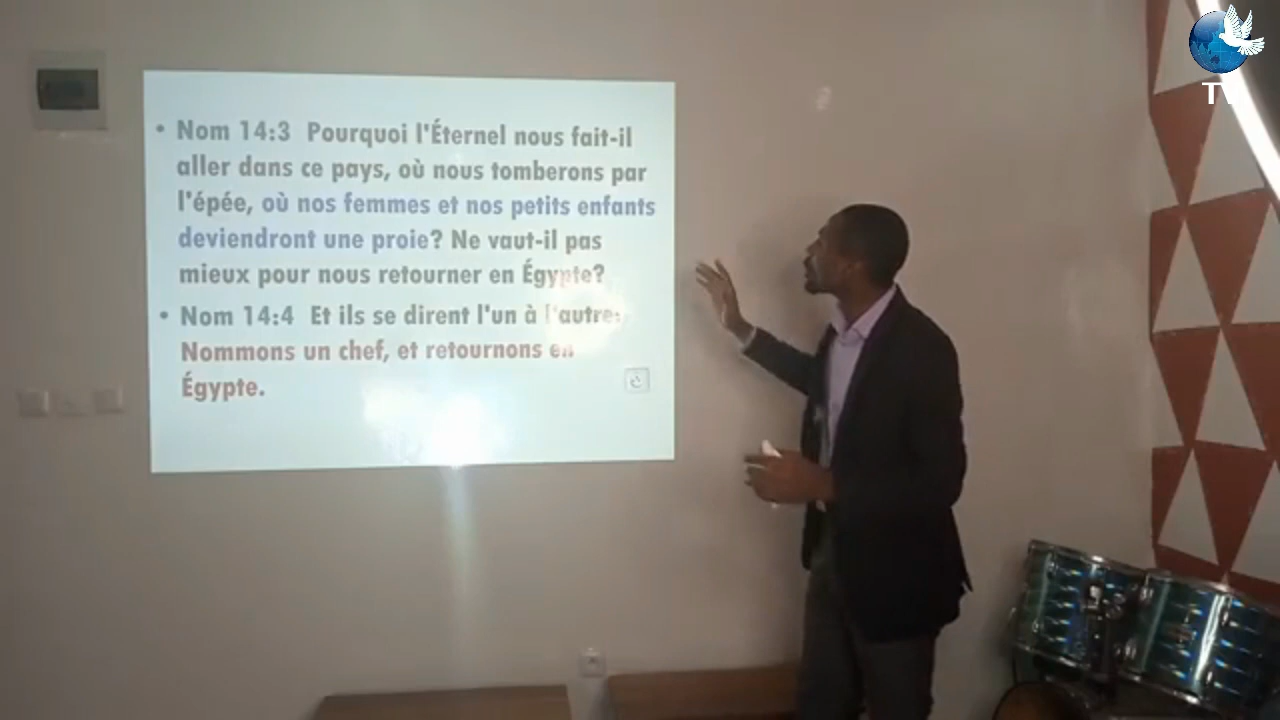 • Nom 14:3 Pourquoi l'Éternel nous fait-il
aller dans ce pays, où nous tomberons par
l'épée, où nos femmes et nos petits enfants
deviendront une proie? Ne vaut-il pas
mieux pour nous retourner en Égypte?
• Nom 14:4 Et ils se dirent l'un à l'autre:
Nommons un chef, et retournons en
Égypte.